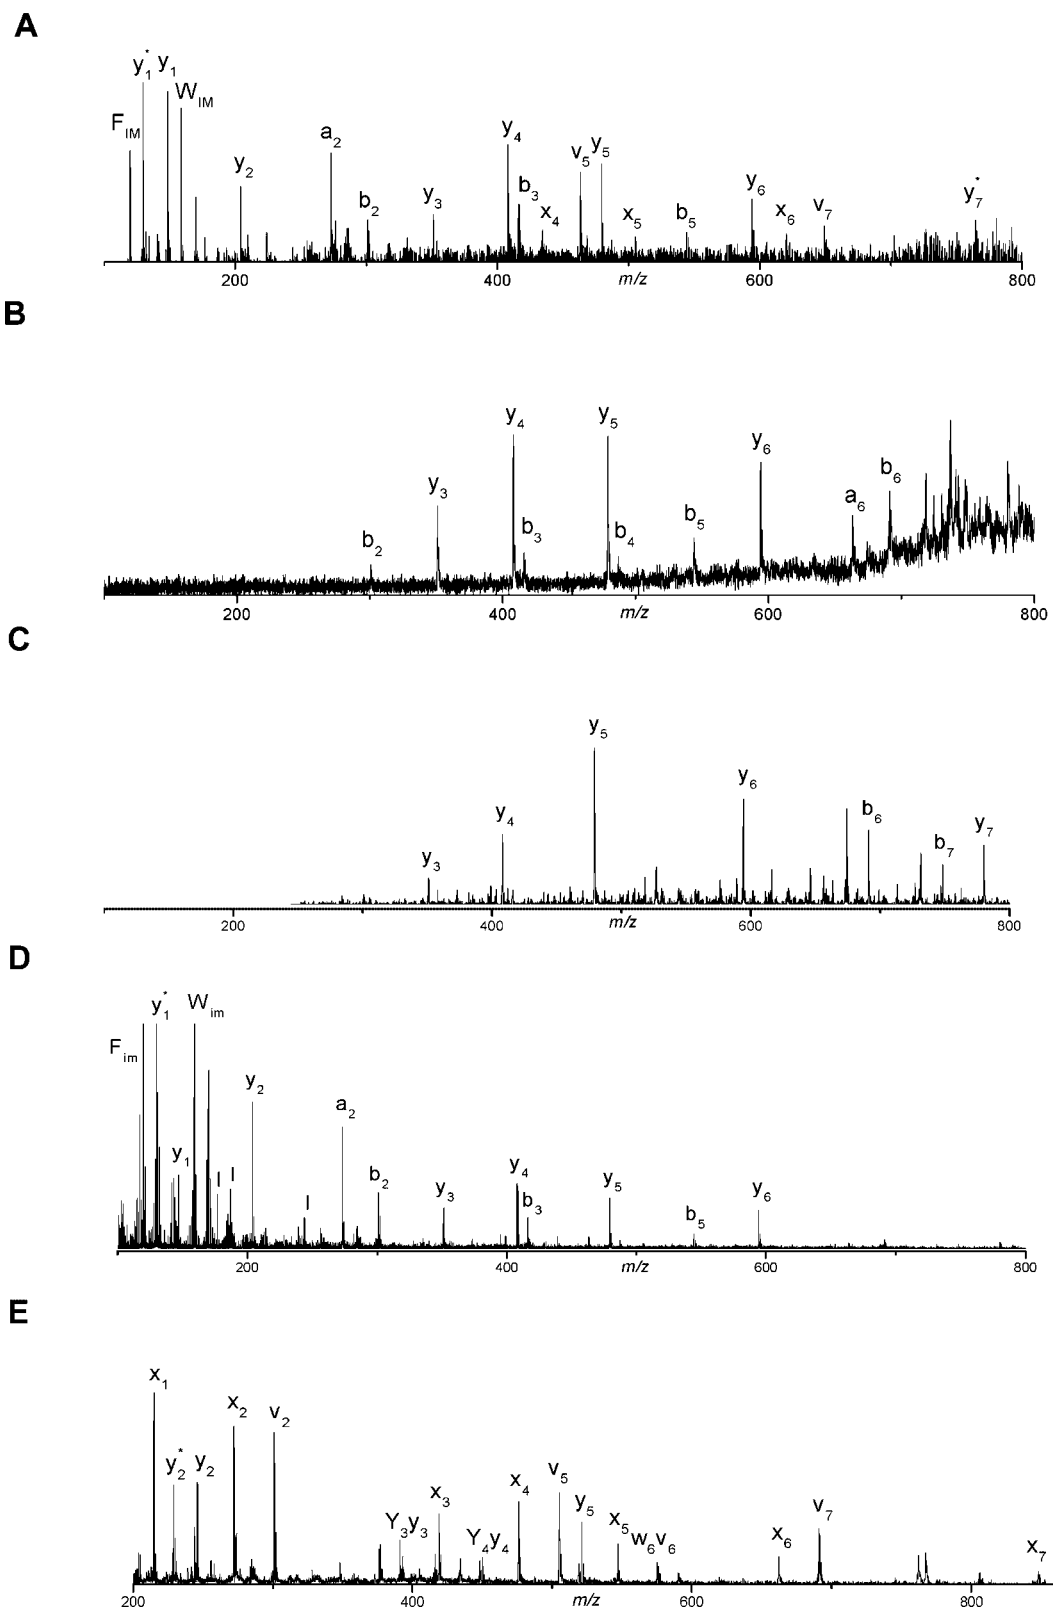 A
F IM y1* y1 W IM y2 a2 b2 y3 y4 b3 x4 v5 y5 x5 b5 y6 x6 v7 y7*
200 400 m/z 600 800
B
b2 y3 y4 b3 y5 b4 b5 y6 a6 b6
200 400 m/z 600 800
C
y3 y4 y5 y6 b6 b7 y7
200 400 m/z 600 800
D
F im y1* W im y1 I I y2 I a2 b2 y3 y4 b3 y5 b5 y6
200 400 m/z 600 800
E
x1 y2* y2 x2 v2 Y3 y3 x3 Y4 y4 x4 v5 y5 x5 w6 v6 x6 v7 x7
200 400 m/z 600 800